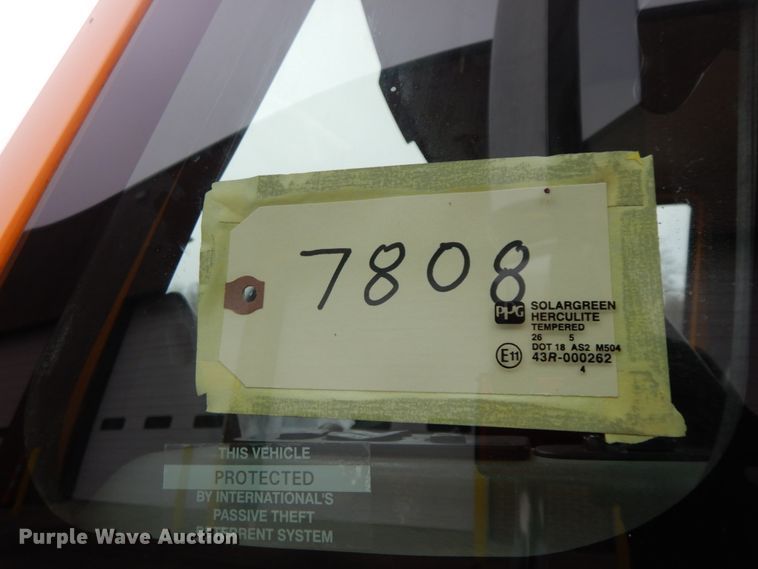 7808
PPG
SOLARGREEN
HERCULITE
TEMPERED
26 5
DOT 18 AS2 M504
E11 43R-000262
4
THIS VEHICLE
PROTECTED
BY INTERNATIONAL'S
PASSIVE THEFT
DETERRENT SYSTEM
Purple Wave Auction